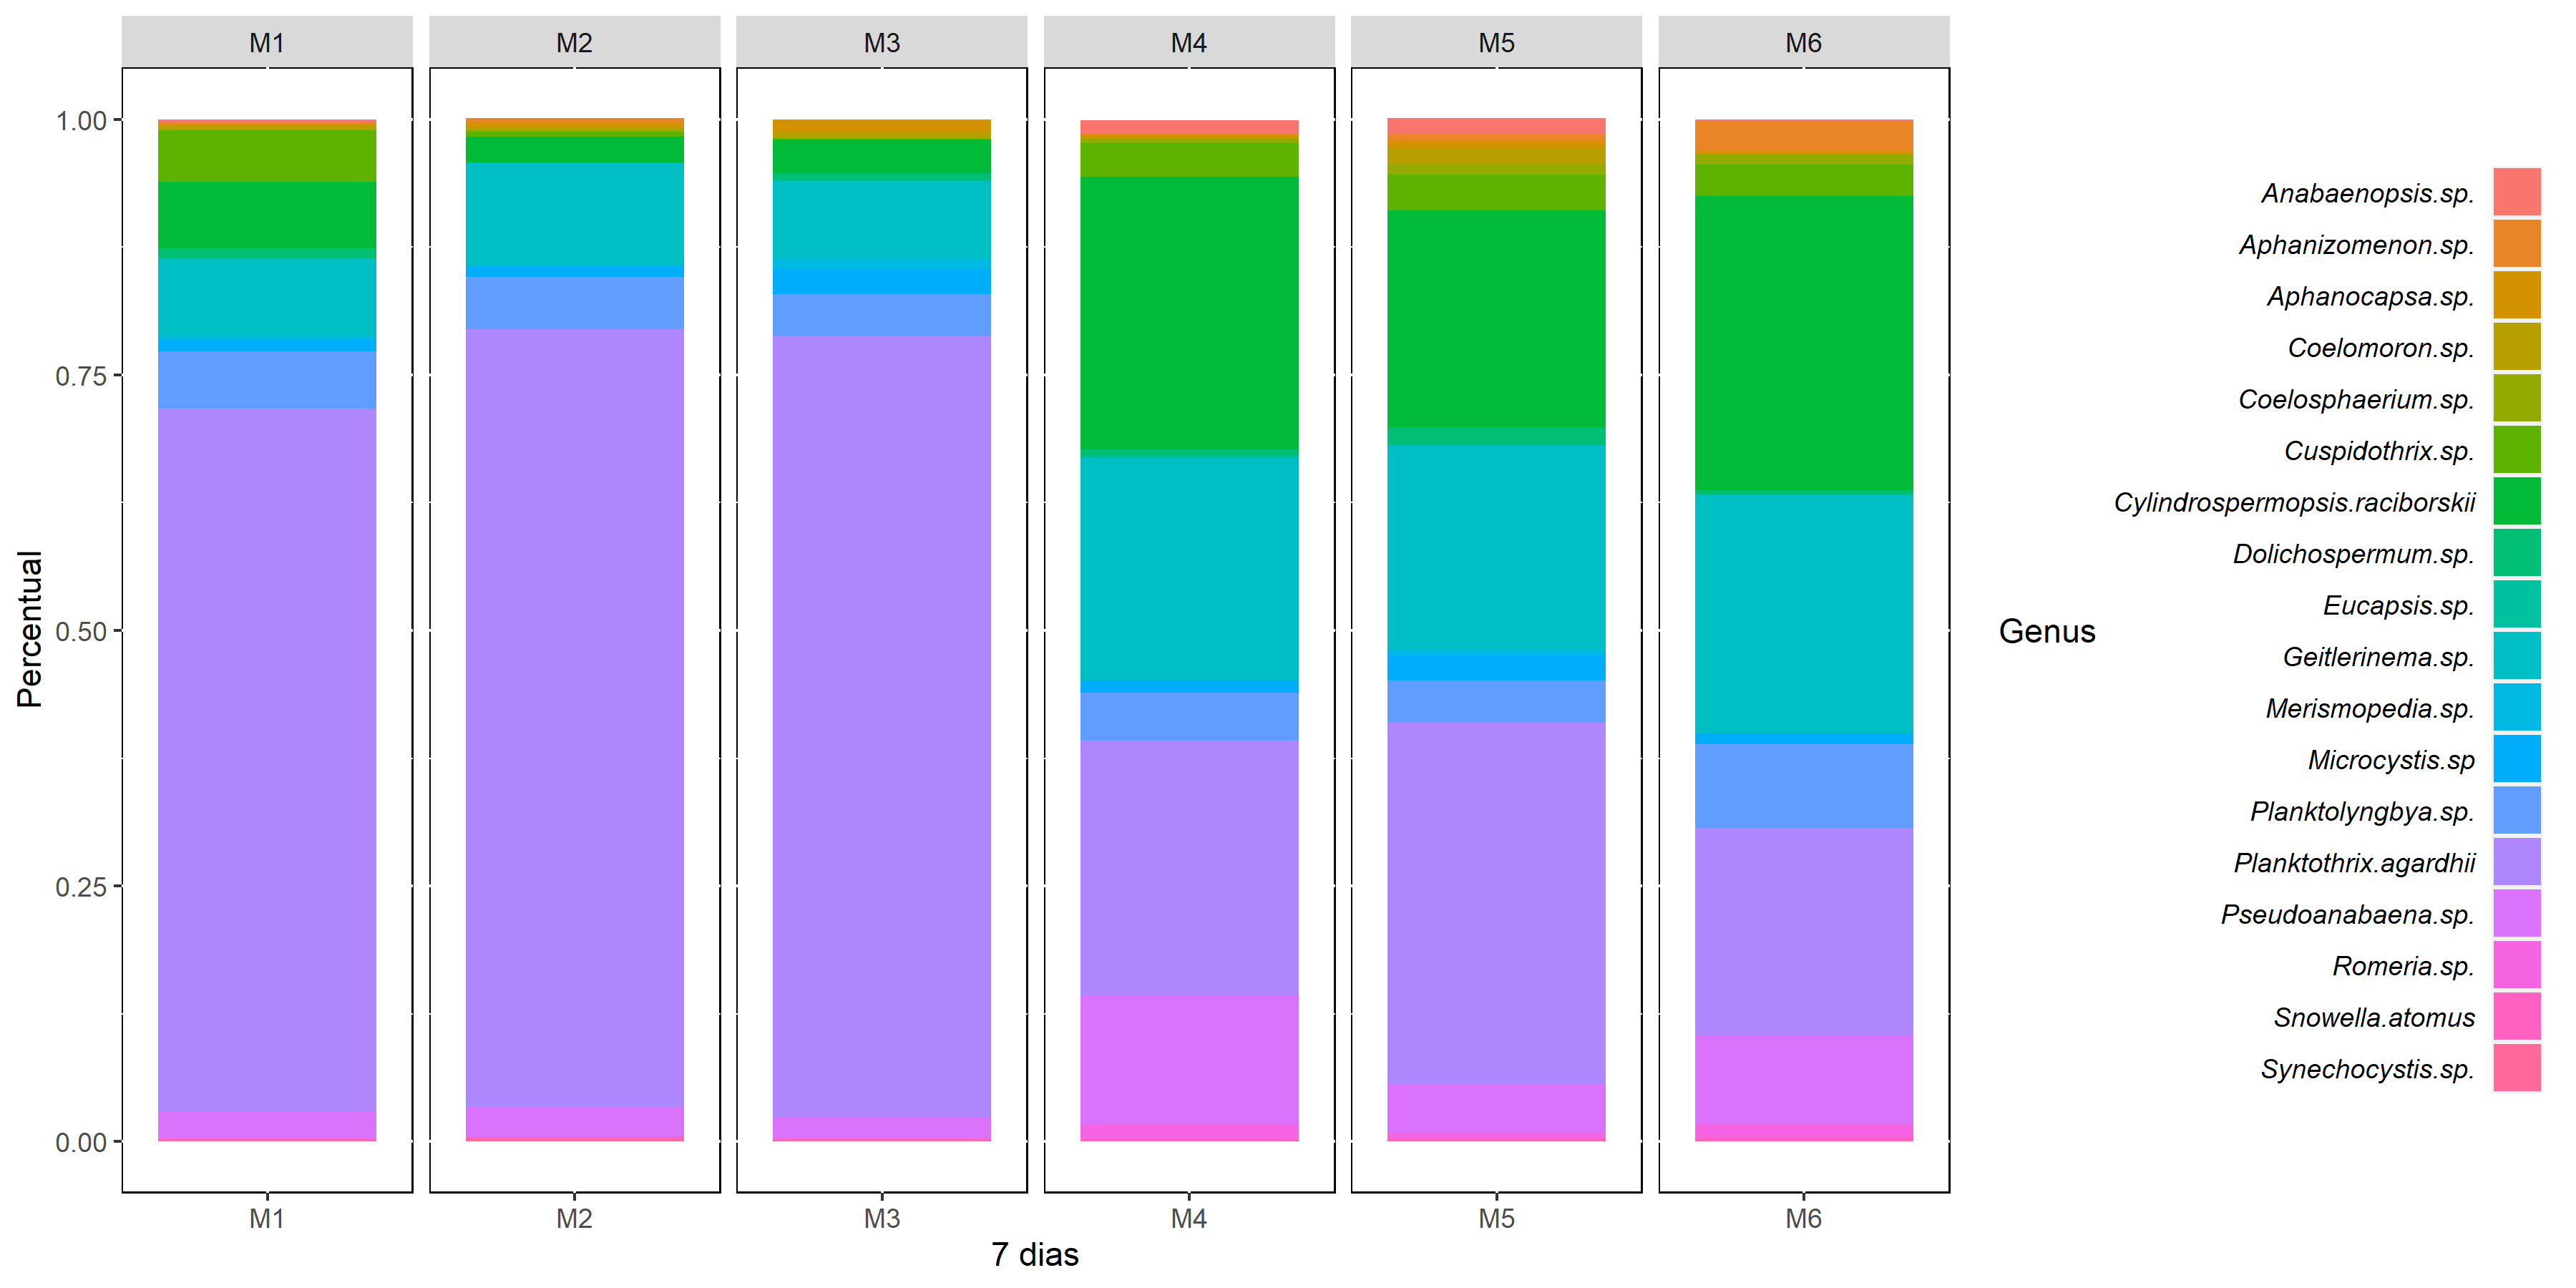 M1 M2 M3 M4 M5 M6
Percentual
1.00
0.75
0.50
0.25
0.00
M1 M2 M3 M4 M5 M6
7 dias
Genus
Anabaenopsis.sp.
Aphanizomenon.sp.
Aphanocapsa.sp.
Coelomoron.sp.
Coelosphaerium.sp.
Cuspidothrix.sp.
Cylindrospermopsis.raciborskii
Dolichospermum.sp.
Eucapsis.sp.
Geitlerinema.sp.
Merismopedia.sp.
Microcystis.sp
Planktolyngbya.sp.
Planktothrix.agardhii
Pseudoanabaena.sp.
Romeria.sp.
Snowella.atomus
Synechocystis.sp.